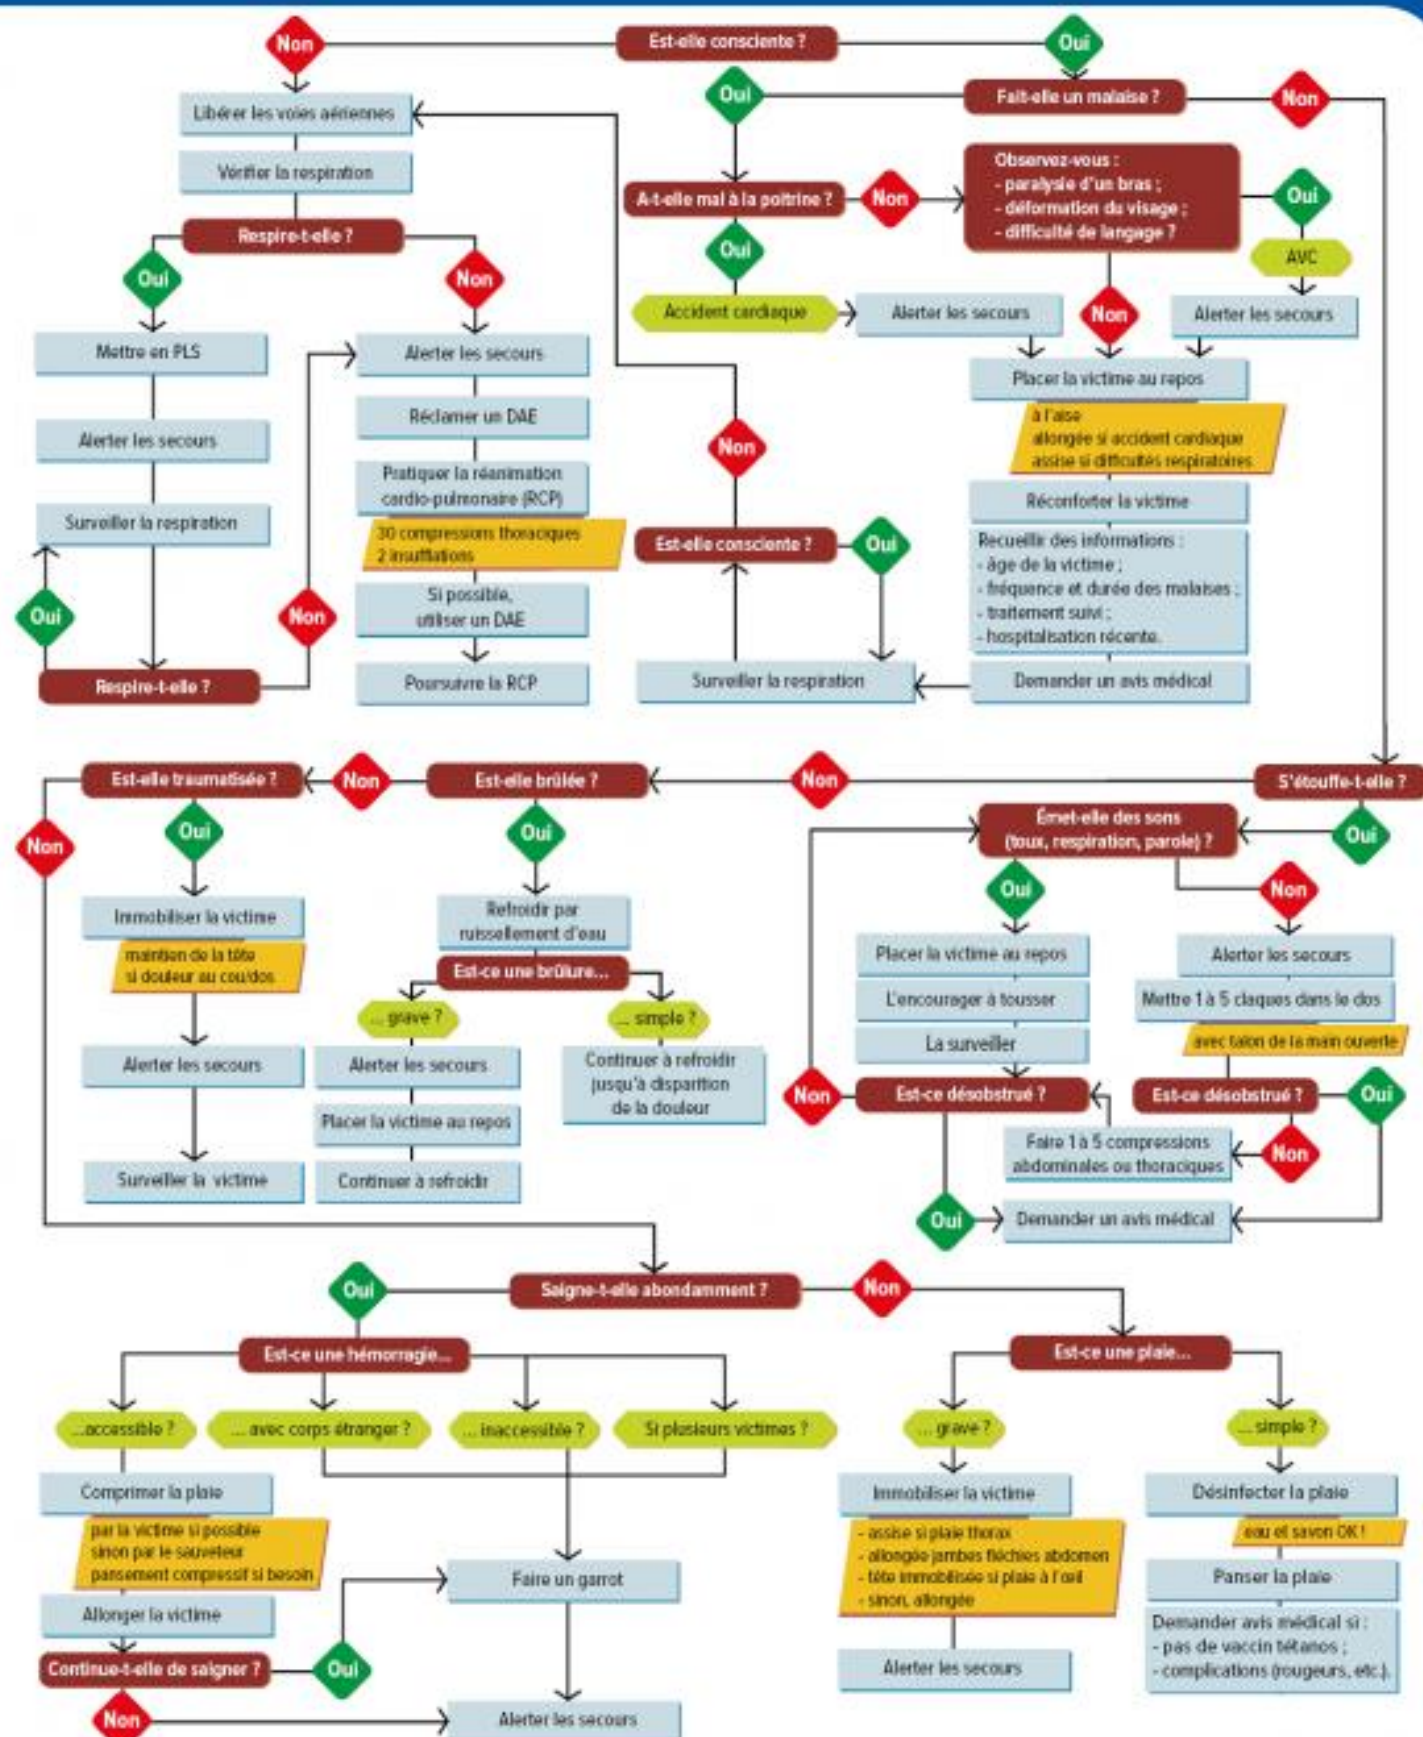 Est-elle consciente ?
Non
Oui
Libérer les voies aériennes
Vérifier la respiration
Respire-t-elle ?
Oui
Non
Mettre en PLS
Alerter les secours
Surveiller la respiration
Oui
Non
Respire-t-elle ?
Alerter les secours
Réclamer un DAE
Pratiquer la réanimation
cardio-pulmonaire (RCP)
30 compressions thoraciques
2 insufflations
Si possible,
utiliser un DAE
Poursuivre la RCP
Fait-elle un malaise ?
Oui
Non
A-t-elle mal à la poitrine ?
Non
Oui
Observez-vous :
- paralysie d'un bras ;
- déformation du visage ;
- difficulté de langage ?
Oui
AVC
Non
Accident cardiaque
Alerter les secours
Alerter les secours
Placer la victime au repos
à l'aise
allongée si accident cardiaque
assise si difficultés respiratoires
Réconforter la victime
Recueillir des informations :
- âge de la victime ;
- fréquence et durée des malaises ;
- traitement suivi ;
- hospitalisation récente.
Demander un avis médical
Surveiller la respiration
Est-elle consciente ?
Oui
Non
S'étouffe-t-elle ?
Non
Oui
Émet-elle des sons
(toux, respiration, parole) ?
Oui
Non
Placer la victime au repos
L'encourager à tousser
La surveiller
Est-ce désobstrué ?
Non
Oui
Alerter les secours
Mettre 1 à 5 claques dans le dos
avec talon de la main ouverte
Est-ce désobstrué ?
Oui
Non
Faire 1 à 5 compressions
abdominales ou thoraciques
Demander un avis médical
Est-elle brûlée ?
Non
Oui
Refroidir par
ruissellement d'eau
Est-ce une brûlure...
... grave ?
Alerter les secours
Placer la victime au repos
Continuer à refroidir
... simple ?
Continuer à refroidir
jusqu'à disparition
de la douleur
Est-elle traumatisée ?
Non
Oui
Immobiliser la victime
maintien de la tête
si douleur au cou/dos
Alerter les secours
Surveiller la victime
Saigne-t-elle abondamment ?
Oui
Non
Est-ce une hémorragie...
...accessible ?
... avec corps étranger ?
... inaccessible ?
Si plusieurs victimes ?
Comprimer la plaie
par la victime si possible
sinon par le sauveteur
pansement compressif si besoin
Allonger la victime
Continue-t-elle de saigner ?
Oui
Non
Faire un garrot
Alerter les secours
Est-ce une plaie...
... grave ?
Immobiliser la victime
- assise si plaie thorax
- allongée jambes fléchies abdomen
- tête immobilisée si plaie à l'œil
- sinon, allongée
Alerter les secours
... simple ?
Désinfecter la plaie
eau et savon OK !
Panser la plaie
Demander avis médical si :
- pas de vaccin tétanos ;
- complications (rougeurs, etc.).